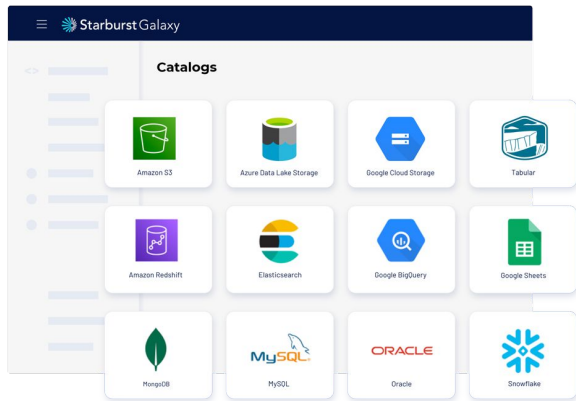 Starburst Galaxy
Catalogs
Amazon S3
Azure Data Lake Storage
Google Cloud Storage
Tabular
Amazon Redshift
Elasticsearch
Google BigQuery
Google Sheets
MySQL
ORACLE
MongoDB
MySQL
Oracle
Snowflake